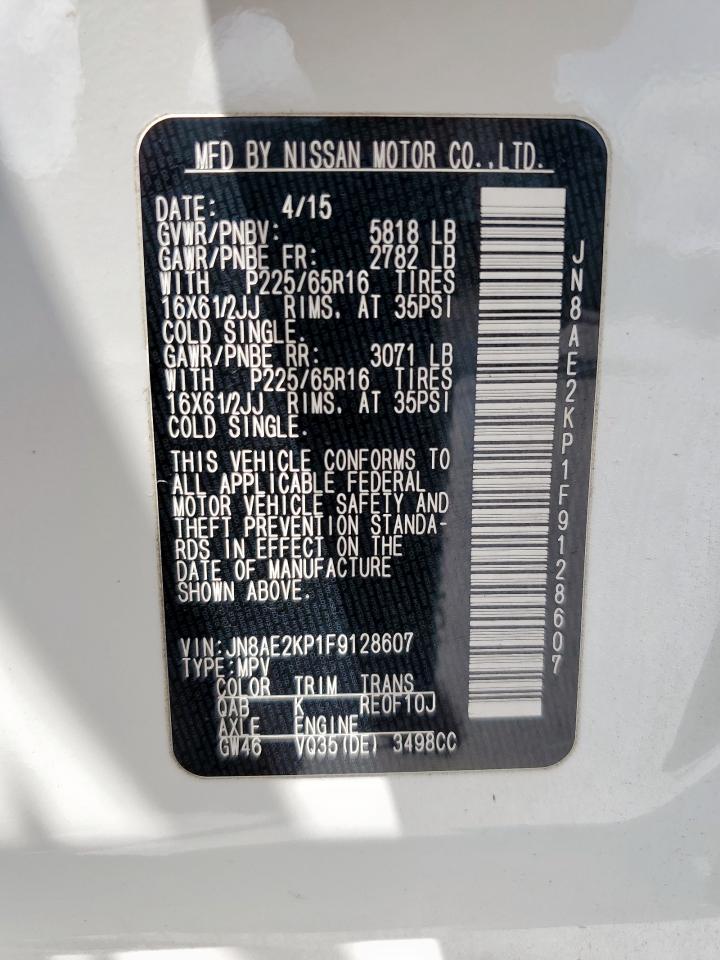 MFD BY NISSAN MOTOR CO.,LTD.
DATE: 4/15
GVWR/PNBV: 5818 LB
GAWR/PNBE FR: 2782 LB
WITH P225/65R16 TIRES
16X61/2JJ RIMS, AT 35PSI
COLD SINGLE.
GAWR/PNBE RR: 3071 LB
WITH P225/65R16 TIRES
16X61/2JJ RIMS, AT 35PSI
COLD SINGLE.
THIS VEHICLE CONFORMS TO
ALL APPLICABLE FEDERAL
MOTOR VEHICLE SAFETY AND
THEFT PREVENTION STANDA-
RDS IN EFFECT ON THE
DATE OF MANUFACTURE
SHOWN ABOVE.
VIN:JN8AE2KP1F9128607
TYPE:MPV
COLOR TRIM TRANS
QAB K RE0F10J
AXLE ENGINE
GW46 VQ35(DE) 3498CC
JN8AE2KP1F9128607